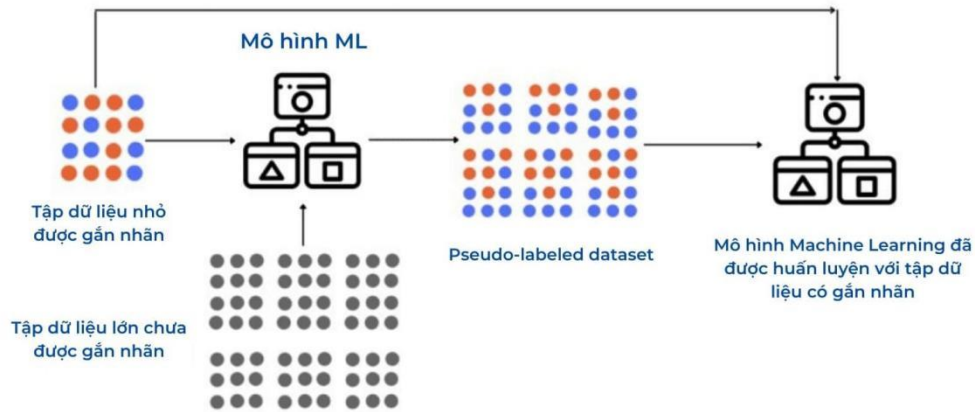 Mô hình ML
Tập dữ liệu nhỏ
được gắn nhãn
Pseudo-labeled dataset
Mô hình Machine Learning đã
được huấn luyện với tập dữ
liệu có gắn nhãn
Tập dữ liệu lớn chưa
được gắn nhãn